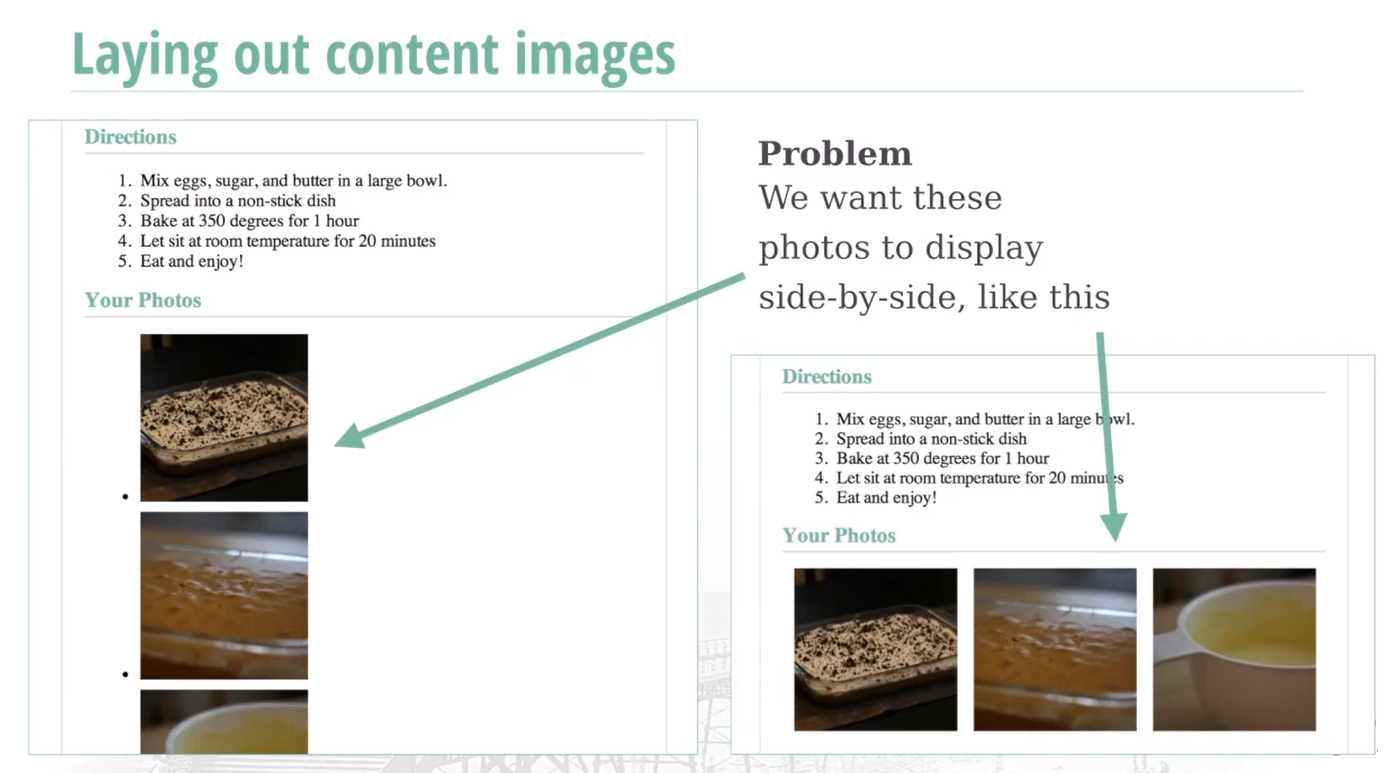 Laying out content images
Directions
1. Mix eggs, sugar, and butter in a large bowl.
2. Spread into a non-stick dish
3. Bake at 350 degrees for 1 hour
4. Let sit at room temperature for 20 minutes
5. Eat and enjoy!
Your Photos
Problem
We want these
photos to display
side-by-side, like this
Directions
1. Mix eggs, sugar, and butter in a large bowl.
2. Spread into a non-stick dish
3. Bake at 350 degrees for 1 hour
4. Let sit at room temperature for 20 minutes
5. Eat and enjoy!
Your Photos